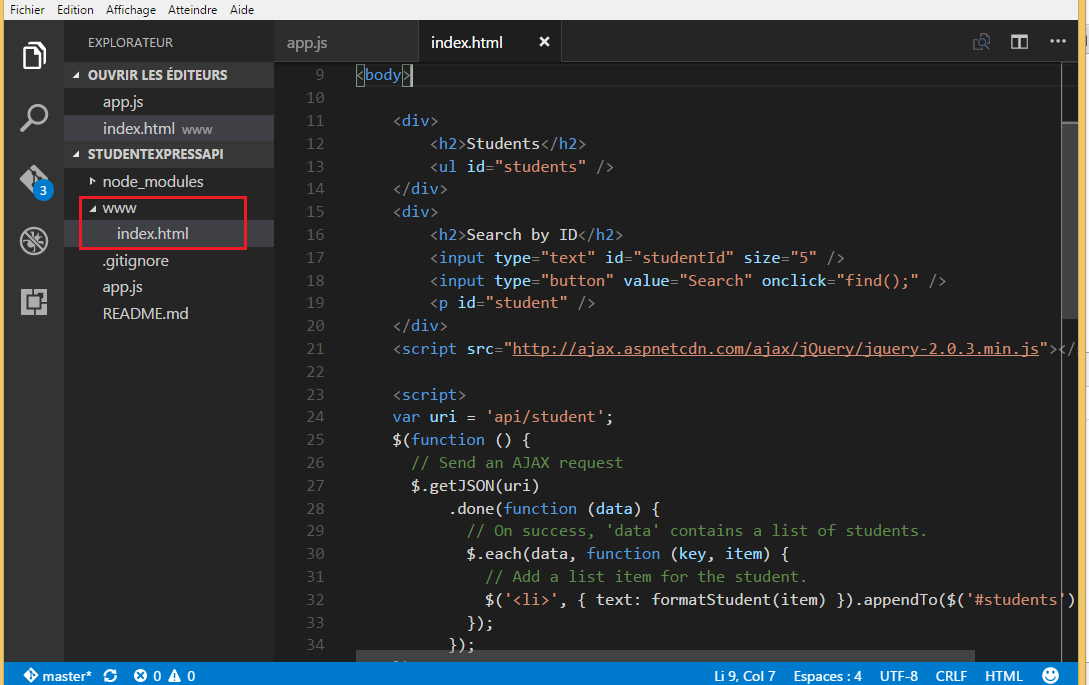 Fichier Edition Affichage Atteindre Aide
EXPLORATEUR
OUVRIR LES ÉDITEURS
app.js
index.html www
STUDENTEXPRESSAPI
node_modules
www
index.html
.gitignore
app.js
README.md
3
app.js index.html
9 <body>
10
11 <div>
12 <h2>Students</h2>
13 <ul id="students" />
14 </div>
15 <div>
16 <h2>Search by ID</h2>
17 <input type="text" id="studentId" size="5" />
18 <input type="button" value="Search" onclick="find();" />
19 <p id="student" />
20 </div>
21 <script src="http://ajax.aspnetcdn.com/ajax/jQuery/jquery-2.0.3.min.js"></
22
23 <script>
24 var uri = 'api/student';
25 $(function () {
26 // Send an AJAX request
27 $.getJSON(uri)
28 .done(function (data) {
29 // On success, 'data' contains a list of students.
30 $.each(data, function (key, item) {
31 // Add a list item for the student.
32 $('<li>', { text: formatStudent(item) }).appendTo($('#students')
33 });
34 });
master* 0 0 Li 9, Col 7 Espaces : 4 UTF-8 CRLF HTML